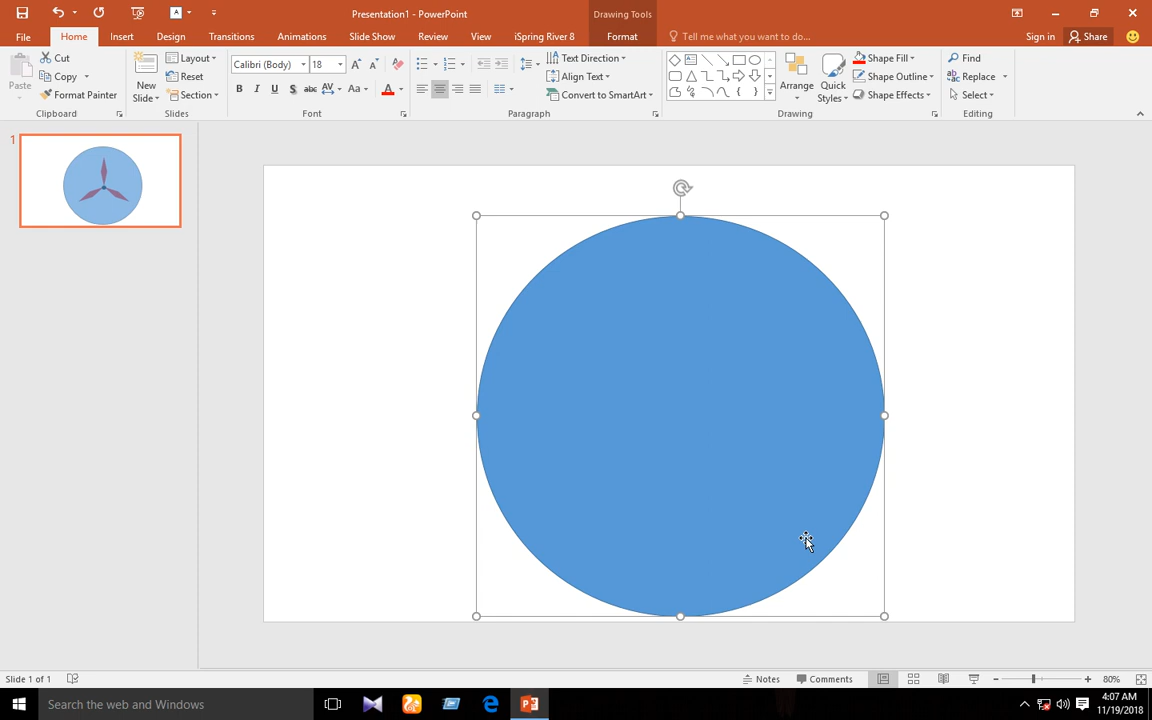 Presentation1 - PowerPoint
Drawing Tools
File Home Insert Design Transitions Animations Slide Show Review View iSpring River 8 Format Tell me what you want to do... Sign in Share
Paste
Cut
Copy
Format Painter
Clipboard
New
Slide
Layout
Reset
Section
Slides
Calibri (Body) 18
B I U S abc AV Aa A
Font
Text Direction
Align Text
Convert to SmartArt
Paragraph
Arrange
Quick
Styles
Shape Fill
Shape Outline
Shape Effects
Drawing
Find
Replace
Select
Editing
1
Slide 1 of 1
Notes Comments 80%
Search the web and Windows
4:07 AM
11/19/2018